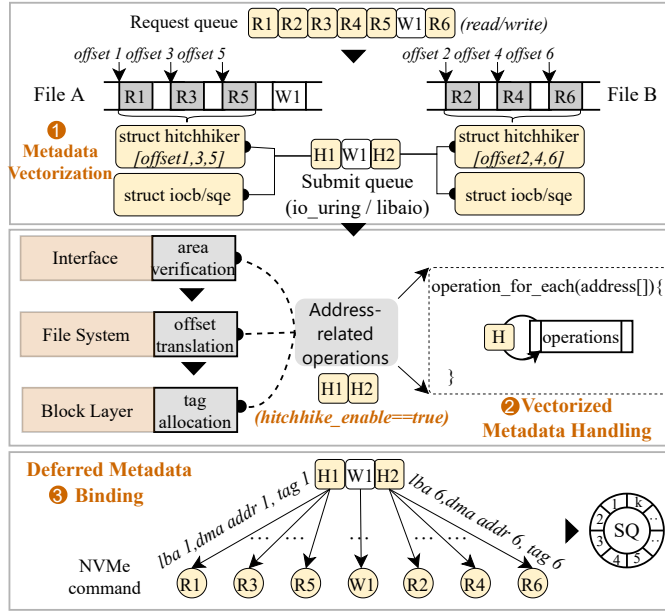 Request queue R1 R2 R3 R4 R5 W1 R6 (read/write)
offset 1 offset 3 offset 5
offset 2 offset 4 offset 6
File A R1 R3 R5 W1
R2 R4 R6 File B
1 Metadata Vectorization
struct hitchhiker
[offset1,3,5]
struct iocb/sqe
H1 W1 H2
Submit queue
(io_uring / libaio)
struct hitchhiker
[offset2,4,6]
struct iocb/sqe
Interface
area
verification
File System
offset
translation
Block Layer
tag
allocation
Address-
related
operations
H1 H2
(hitchhike_enable==true)
operation_for_each(address[]){
H operations
}
2 Vectorized
Metadata Handling
Deferred Metadata
3 Binding
H1 W1 H2
lba 1,dma addr 1, tag 1
lba 6,dma addr 6, tag 6
... ... ... ...
NVMe
command
R1 R3 R5 W1 R2 R4 R6
SQ
1 k
2
3
4 5